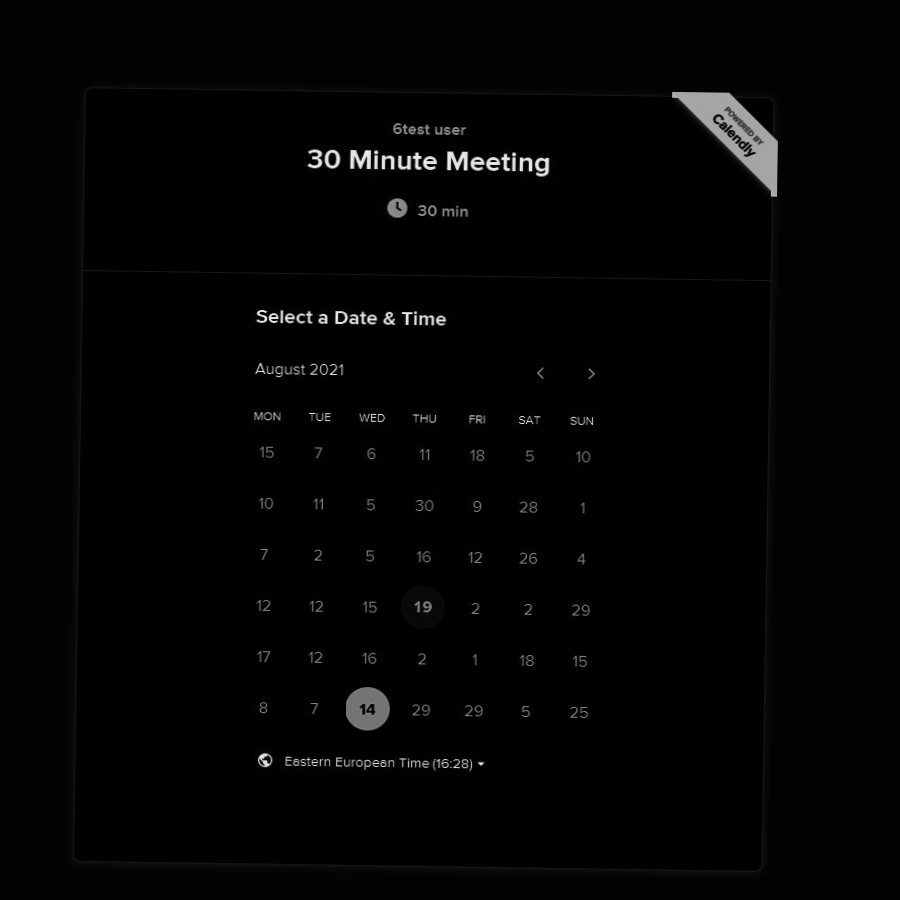 POWERED BY
Calendly
6test user
30 Minute Meeting
30 min
Select a Date & Time
August 2021
MON TUE WED THU FRI SAT SUN
15 7 6 11 18 5 10
10 11 5 30 9 28 1
7 2 5 16 12 26 4
12 12 15 19 2 2 29
17 12 16 2 1 18 15
8 7 14 29 29 5 25
Eastern European Time (16:28)